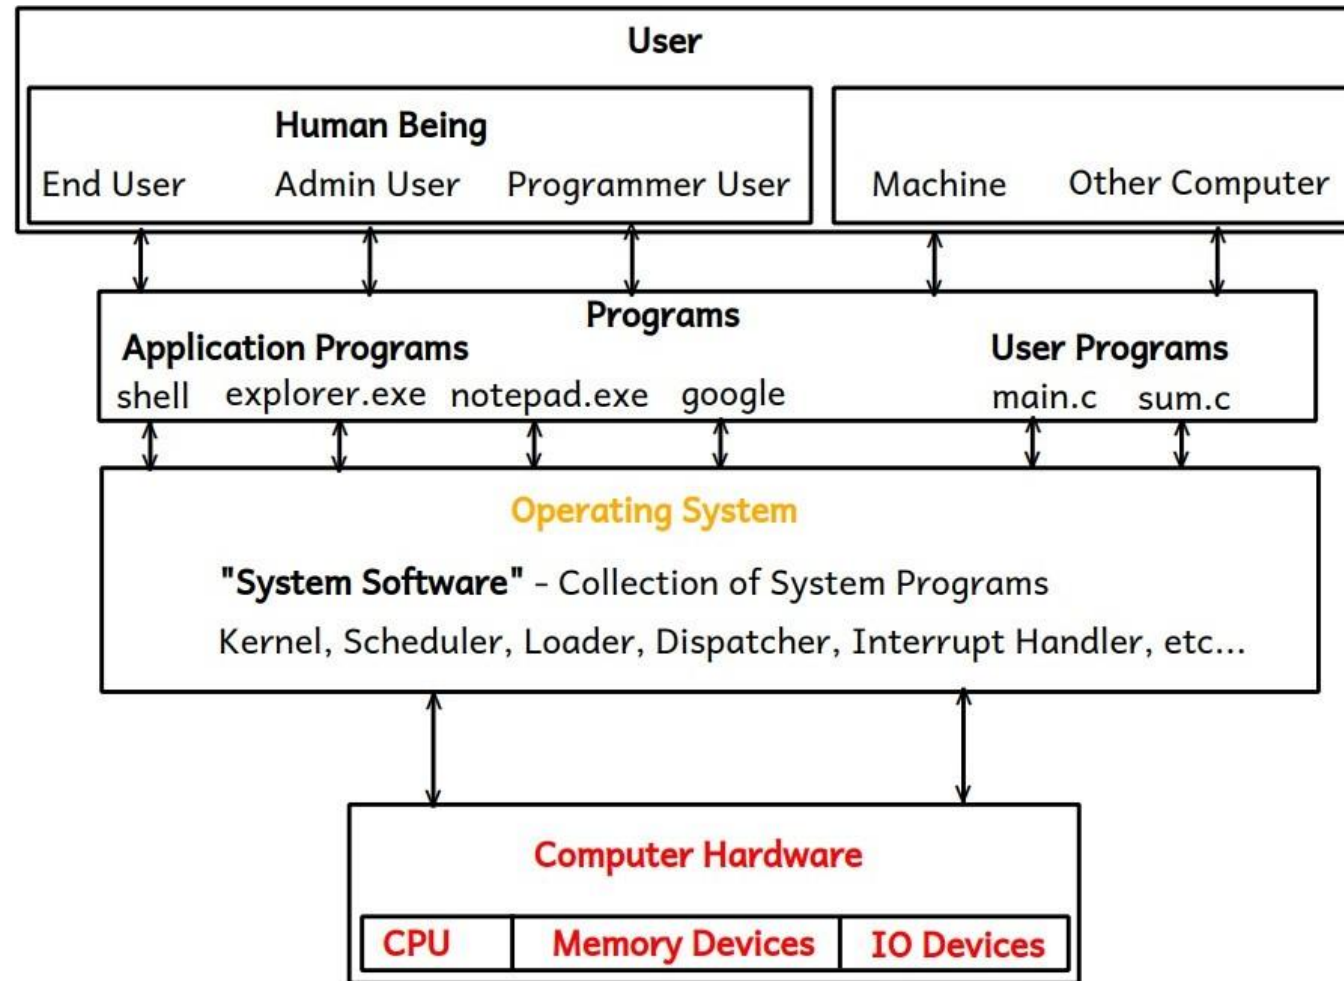 User
Human Being
End User Admin User Programmer User
Machine Other Computer
Programs
Application Programs User Programs
shell explorer.exe notepad.exe google main.c sum.c
Operating System
"System Software" - Collection of System Programs
Kernel, Scheduler, Loader, Dispatcher, Interrupt Handler, etc...
Computer Hardware
CPU Memory Devices IO Devices